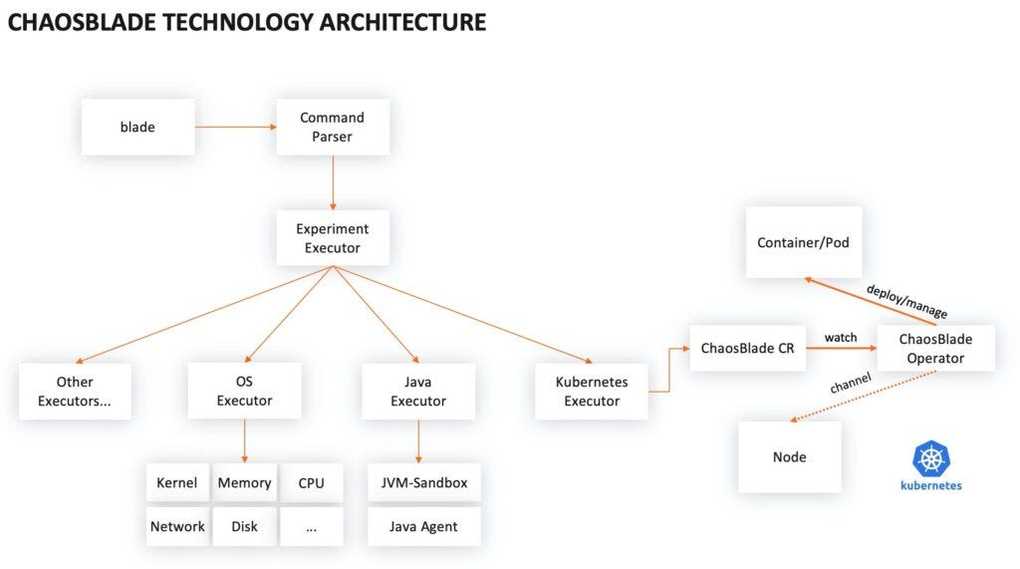 CHAOSBLADE TECHNOLOGY ARCHITECTURE
blade
Command
Parser
Experiment
Executor
Container/Pod
deploy/manage
ChaosBlade CR
watch
ChaosBlade
Operator
channel
Node
kubernetes
Other
Executors...
OS
Executor
Java
Executor
Kubernetes
Executor
Kernel
Memory
CPU
JVM-Sandbox
Network
Disk
...
Java Agent